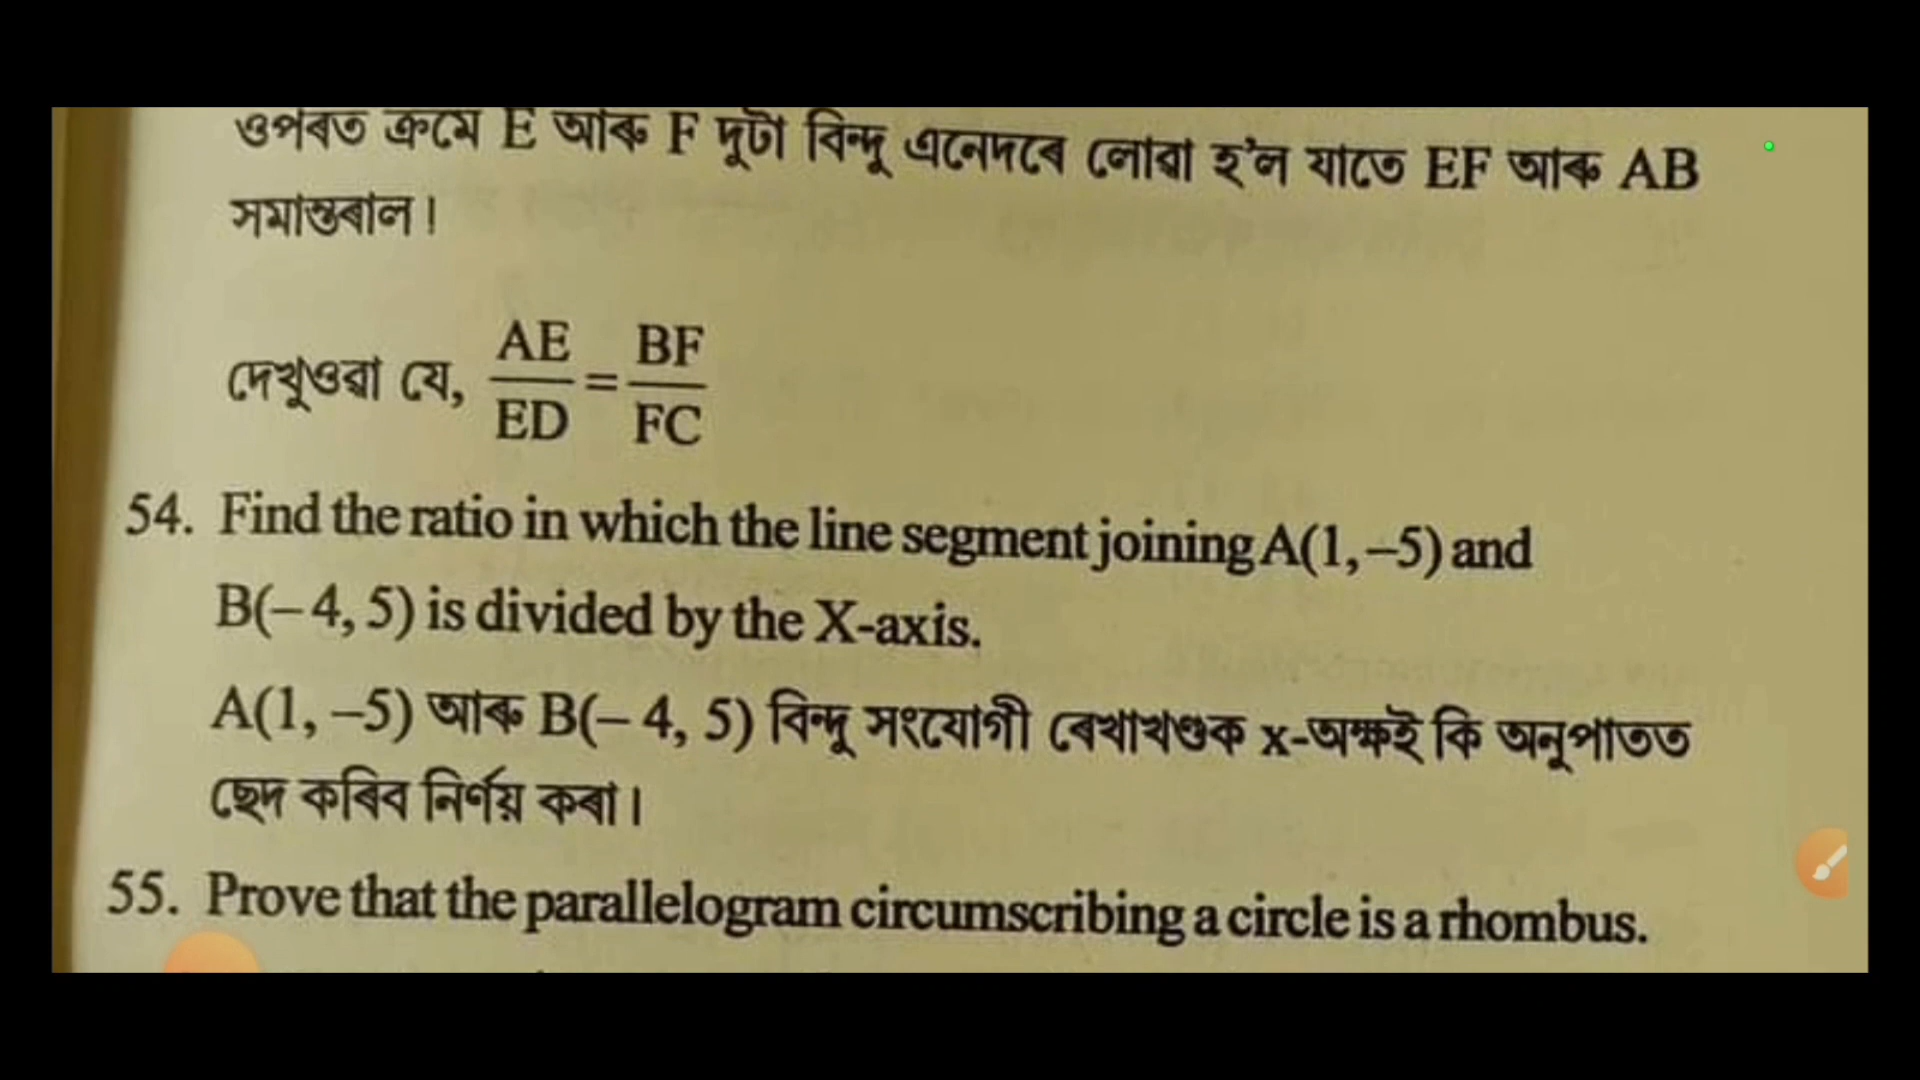 ওপৰত ক্ৰমে E আৰু F দুটা বিন্দু এনেদৰে লোৱা হ'ল যাতে EF আৰু AB
সমান্তৰাল।
দেখুওৱা যে, AE/ED = BF/FC
54. Find the ratio in which the line segment joining A(1, –5) and
B(– 4, 5) is divided by the X-axis.
A(1, –5) আৰু B(– 4, 5) বিন্দু সংযোগী ৰেখাখণ্ডক x-অক্ষই কি অনুপাতত
ছেদ কৰিব নিৰ্ণয় কৰা।
55. Prove that the parallelogram circumscribing a circle is a rhombus.